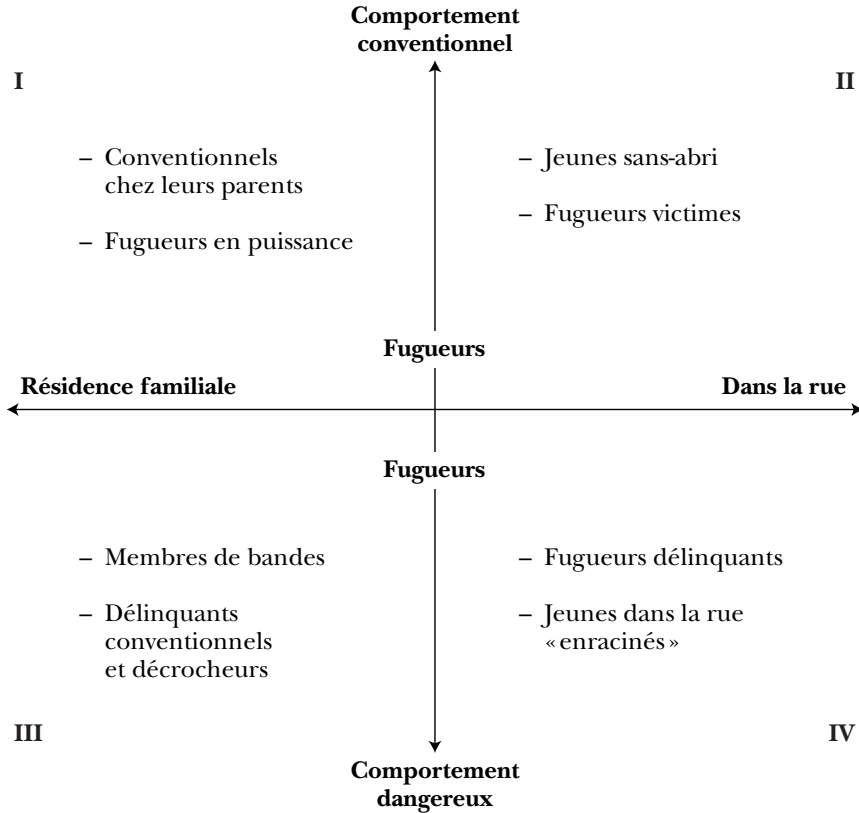 Comportement
conventionnel
I
II
– Conventionnels
chez leurs parents
– Fugueurs en puissance
– Jeunes sans-abri
– Fugueurs victimes
Fugueurs
Résidence familiale
Dans la rue
Fugueurs
– Membres de bandes
– Délinquants
conventionnels
et décrocheurs
– Fugueurs délinquants
– Jeunes dans la rue
« enracinés »
III
IV
Comportement
dangereux